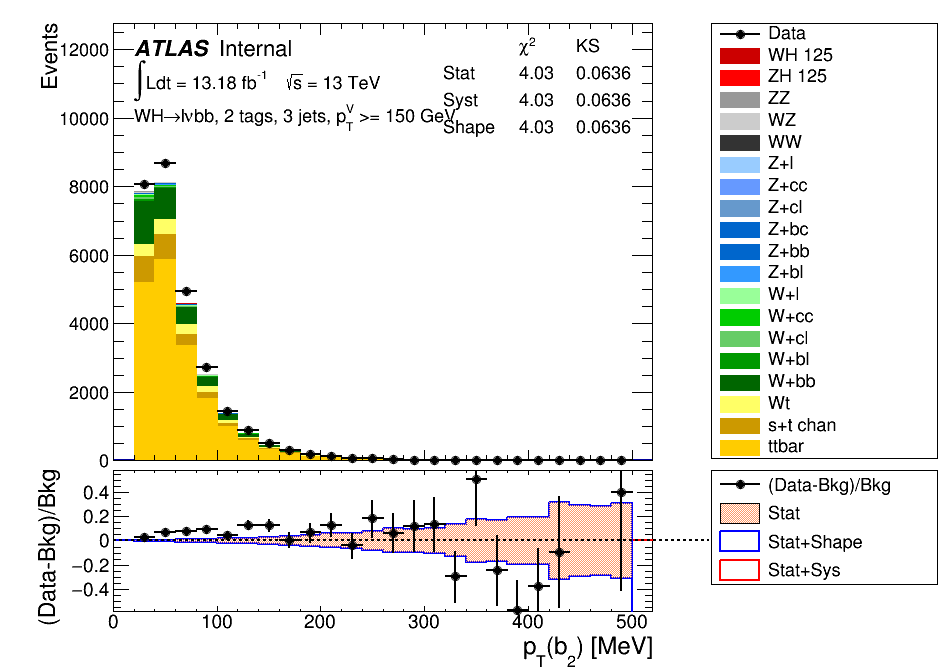 Events
12000
10000
8000
6000
4000
2000
0
ATLAS Internal
∫Ldt = 13.18 fb⁻¹ √s = 13 TeV
WH→lνbb, 2 tags, 3 jets, p_T^V >= 150 GeV
χ² KS
Stat 4.03 0.0636
Syst 4.03 0.0636
Shape 4.03 0.0636
Data
WH 125
ZH 125
ZZ
WZ
WW
Z+l
Z+cc
Z+cl
Z+bc
Z+bb
Z+bl
W+l
W+cc
W+cl
W+bl
W+bb
Wt
s+t chan
ttbar
(Data-Bkg)/Bkg
0.4
0.2
0
−0.2
−0.4
0 100 200 300 400 500
p_T(b_2) [MeV]
(Data-Bkg)/Bkg
Stat
Stat+Shape
Stat+Sys